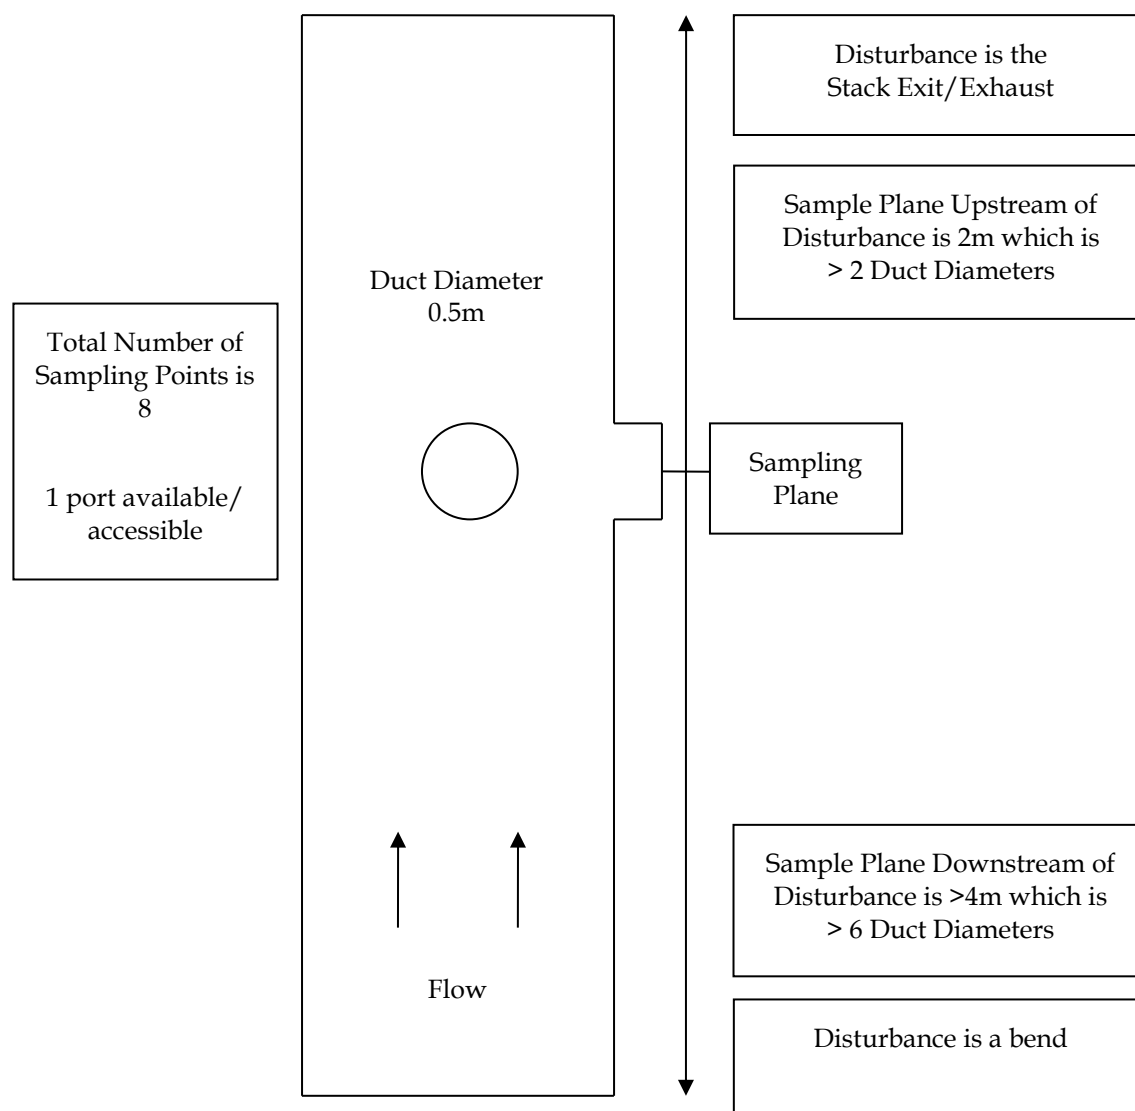 Disturbance is the
Stack Exit/Exhaust
Sample Plane Upstream of
Disturbance is 2m which is
> 2 Duct Diameters
Duct Diameter
0.5m
Total Number of
Sampling Points is
8
1 port available/
accessible
Sampling
Plane
Sample Plane Downstream of
Disturbance is >4m which is
> 6 Duct Diameters
Flow
Disturbance is a bend